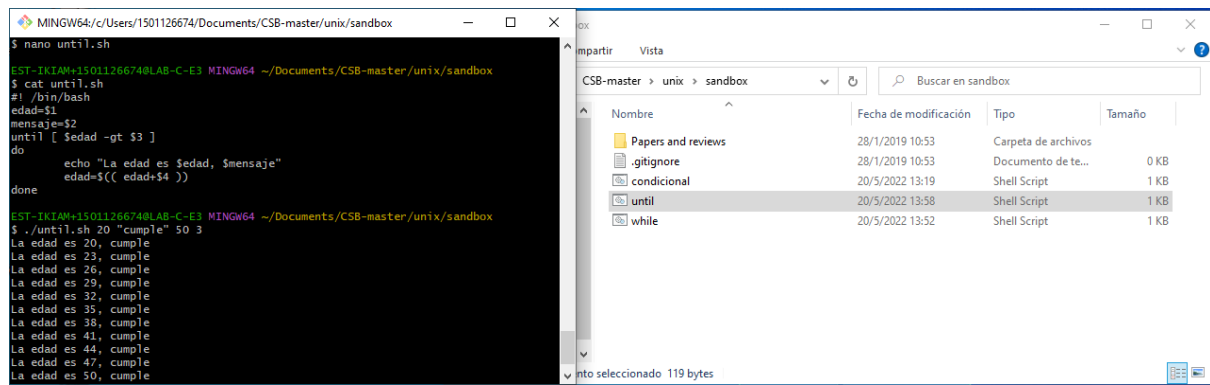 MINGW64:/c/Users/1501126674/Documents/CSB-master/unix/sandbox
$ nano until.sh
EST-IKIAM+1501126674@LAB-C-E3 MINGW64 ~/Documents/CSB-master/unix/sandbox
$ cat until.sh
#! /bin/bash
edad=$1
mensaje=$2
until [ $edad -gt $3 ]
do
echo "La edad es $edad, $mensaje"
edad=$(( edad+$4 ))
done
EST-IKIAM+1501126674@LAB-C-E3 MINGW64 ~/Documents/CSB-master/unix/sandbox
$ ./until.sh 20 "cumple" 50 3
La edad es 20, cumple
La edad es 23, cumple
La edad es 26, cumple
La edad es 29, cumple
La edad es 32, cumple
La edad es 35, cumple
La edad es 38, cumple
La edad es 41, cumple
La edad es 44, cumple
La edad es 47, cumple
La edad es 50, cumple
ox
mpartir Vista
CSB-master > unix > sandbox Buscar en sandbox
Nombre Fecha de modificación Tipo Tamaño
Papers and reviews 28/1/2019 10:53 Carpeta de archivos
.gitignore 28/1/2019 10:53 Documento de te... 0 KB
condicional 20/5/2022 13:19 Shell Script 1 KB
until 20/5/2022 13:58 Shell Script 1 KB
while 20/5/2022 13:52 Shell Script 1 KB
nto seleccionado 119 bytes